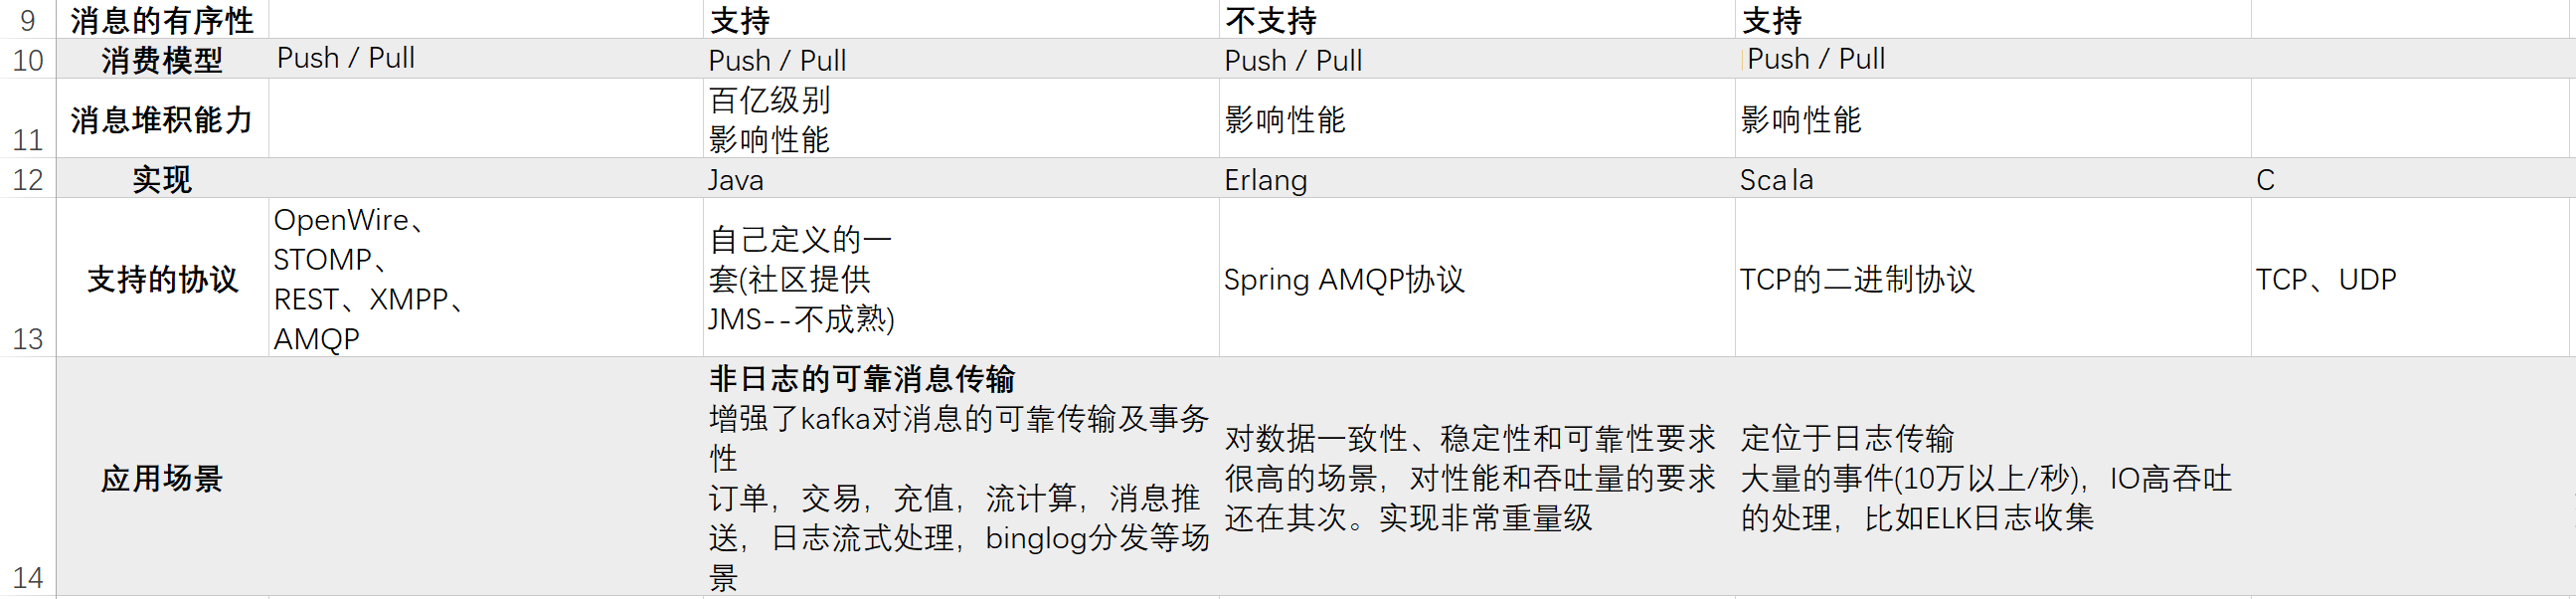 9 消息的有序性 支持 不支持 支持
10 消费模型 Push / Pull Push / Pull Push / Pull Push / Pull
11 消息堆积能力
百亿级别
影响性能
影响性能
影响性能
12 实现 Java Erlang Scala C
13 支持的协议
OpenWire、
STOMP、
REST、XMPP、
AMQP
自己定义的一
套(社区提供
JMS--不成熟)
Spring AMQP协议
TCP的二进制协议
TCP、UDP
14 应用场景
非日志的可靠消息传输
增强了kafka对消息的可靠传输及事务
性
订单，交易，充值，流计算，消息推
送，日志流式处理，binglog分发等场
景
对数据一致性、稳定性和可靠性要求
很高的场景，对性能和吞吐量的要求
还在其次。实现非常重量级
定位于日志传输
大量的事件(10万以上/秒)，IO高吞吐
的处理，比如ELK日志收集